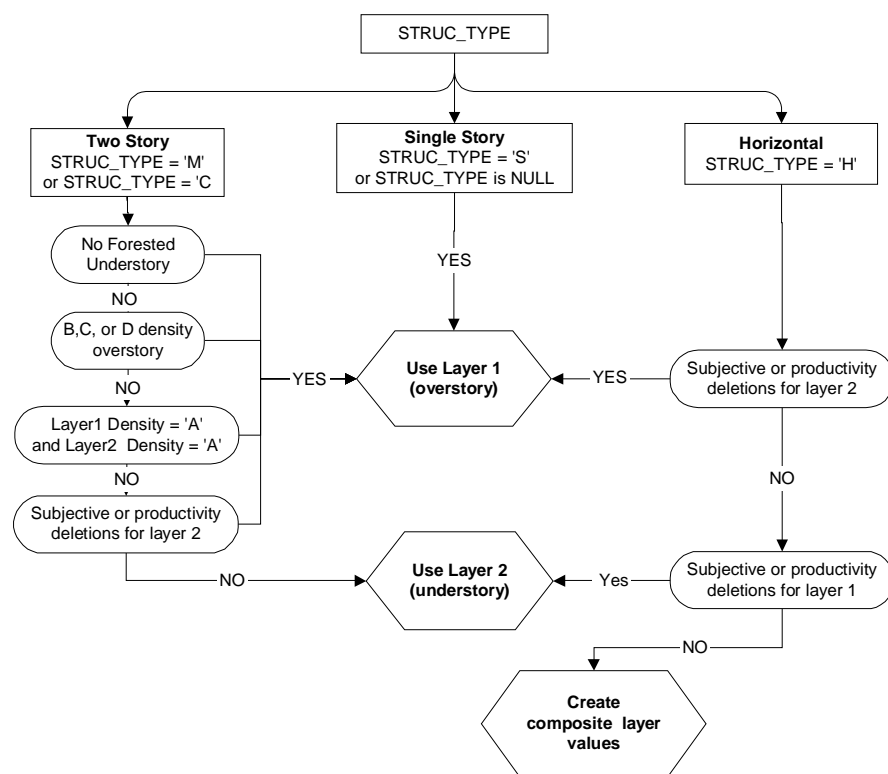 STRUC_TYPE
Two Story
STRUC_TYPE = 'M'
or STRUC_TYPE = 'C
Single Story
STRUC_TYPE = 'S'
or STRUC_TYPE is NULL
Horizontal
STRUC_TYPE = 'H'
No Forested
Understory
NO
B,C, or D density
overstory
NO
Layer1 Density = 'A'
and Layer2 Density = 'A'
NO
Subjective or productivity
deletions for layer 2
YES
YES
Use Layer 1
(overstory)
YES
Subjective or productivity
deletions for layer 2
NO
NO
Use Layer 2
(understory)
Yes
Subjective or productivity
deletions for layer 1
NO
Create
composite layer
values